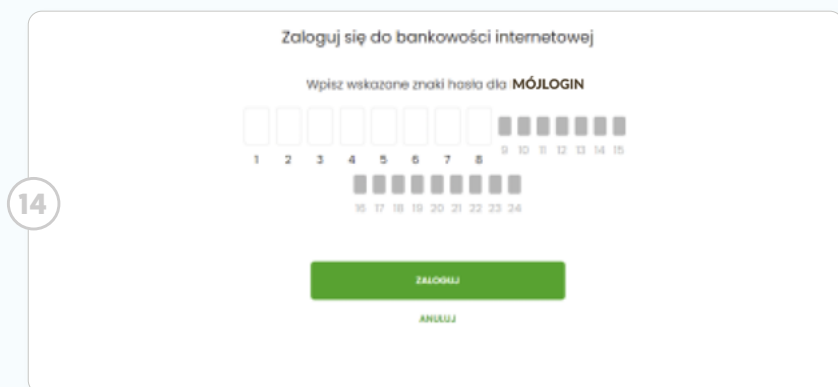 Zaloguj się do bankowości internetowej
Wpisz wskazane znaki hasła dla MÓJLOGIN
1 2 3 4 5 6 7 8 9 10 11 12 13 14 15
16 17 18 19 20 21 22 23 24
14
ZALOGUJ
ANULUJ